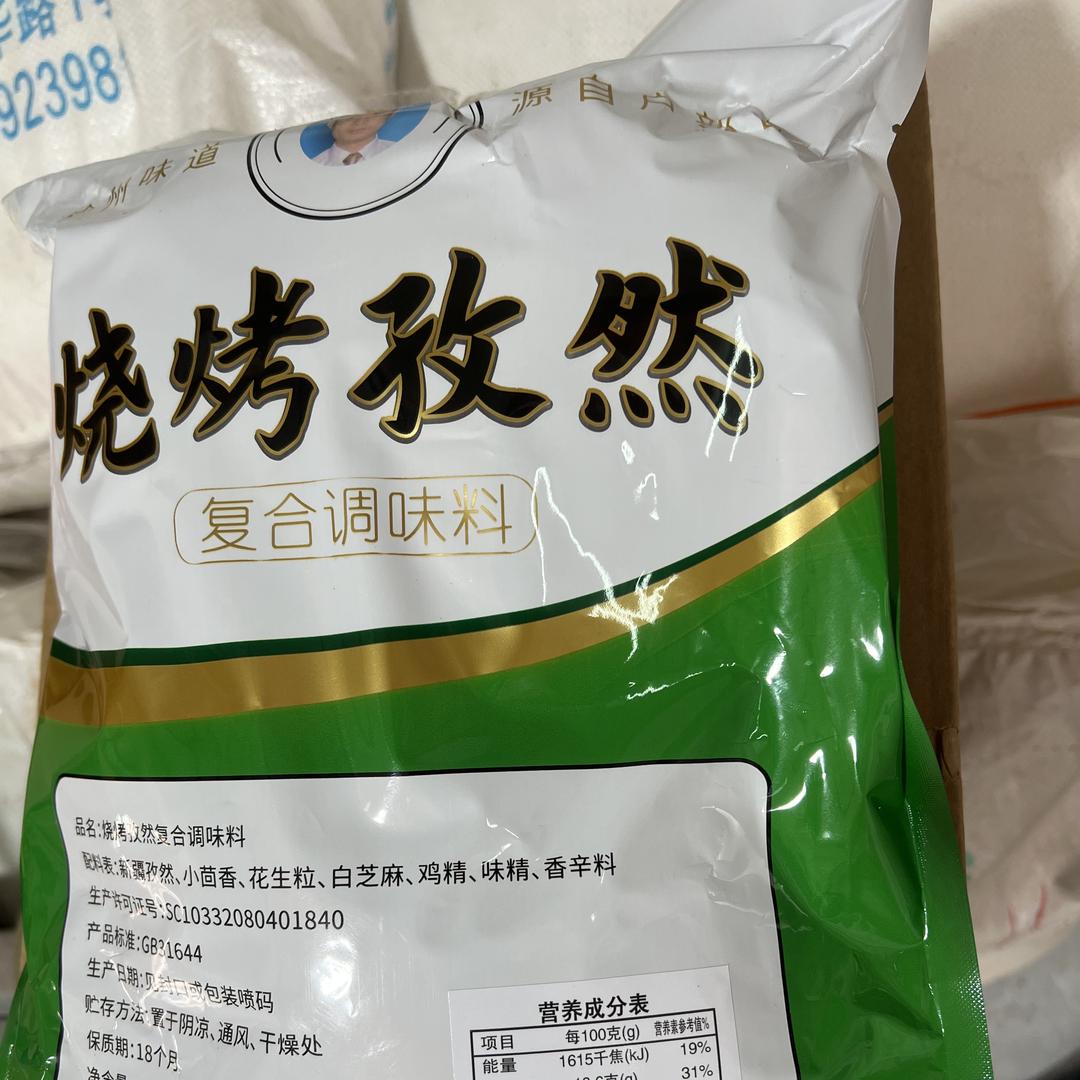 92398
州味道
源自
烧烤孜然
复合调味料
品名:烧烤孜然复合调味料
配料表:新疆孜然、小茴香、花生粒、白芝麻、鸡精、味精、香辛料
生产许可证号:SC10332080401840
产品标准:GB31644
生产日期:见封口或包装喷码
贮存方法:置于阴凉、通风、干燥处
保质期:18个月
净含量
营养成分表
项目 每100克(g) 营养素参考值%
能量 1615千焦(kJ) 19%
31%